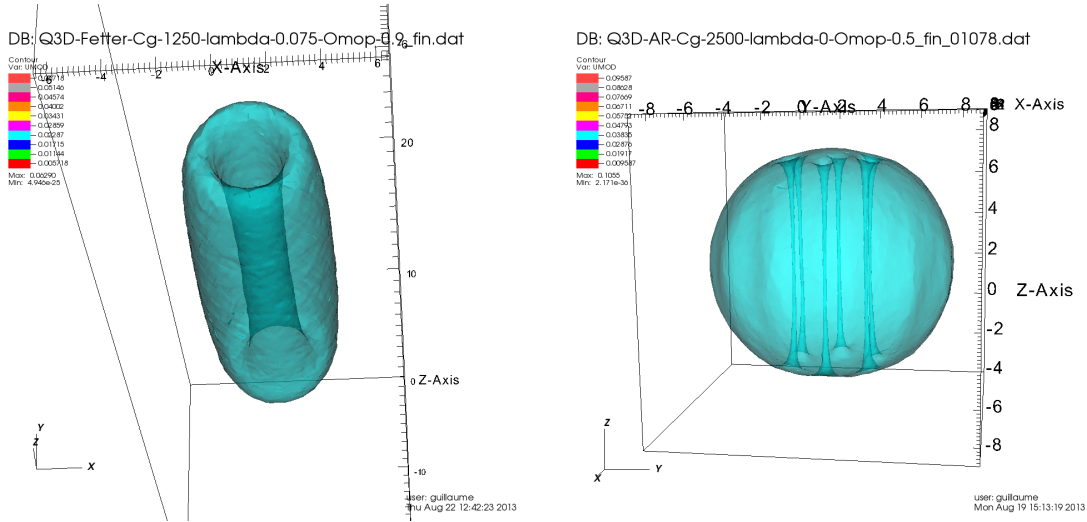 DB: Q3D-Fetter-Cg-1250-lambda-0.075-Omop-0.9_fin.dat
Contour
Var: UMOD
0.05146
0.04574
0.04002
0.03431
0.02859
0.02287
0.01715
0.01144
0.005718
Max: 0.06290
Min: 4.946e-25
X-Axis
-6 -4 -2 0 2 4 6
20
10
0 Z-Axis
-10
Y
Z
X
user: guillaume
Thu Aug 22 12:42:23 2013
DB: Q3D-AR-Cg-2500-lambda-0-Omop-0.5_fin_01078.dat
Contour
Var: UMOD
0.09587
0.08628
0.07669
0.06711
0.05752
0.04793
0.03835
0.02876
0.01917
0.009587
Max: 0.1055
Min: 2.171e-36
-8 -6 -4 -2 0 2 4 6 8
Y-Axis
X-Axis
8
6
4
2
0
Z-Axis
-2
-4
-6
-8
Z
Y
X
user: guillaume
Mon Aug 19 15:13:19 2013